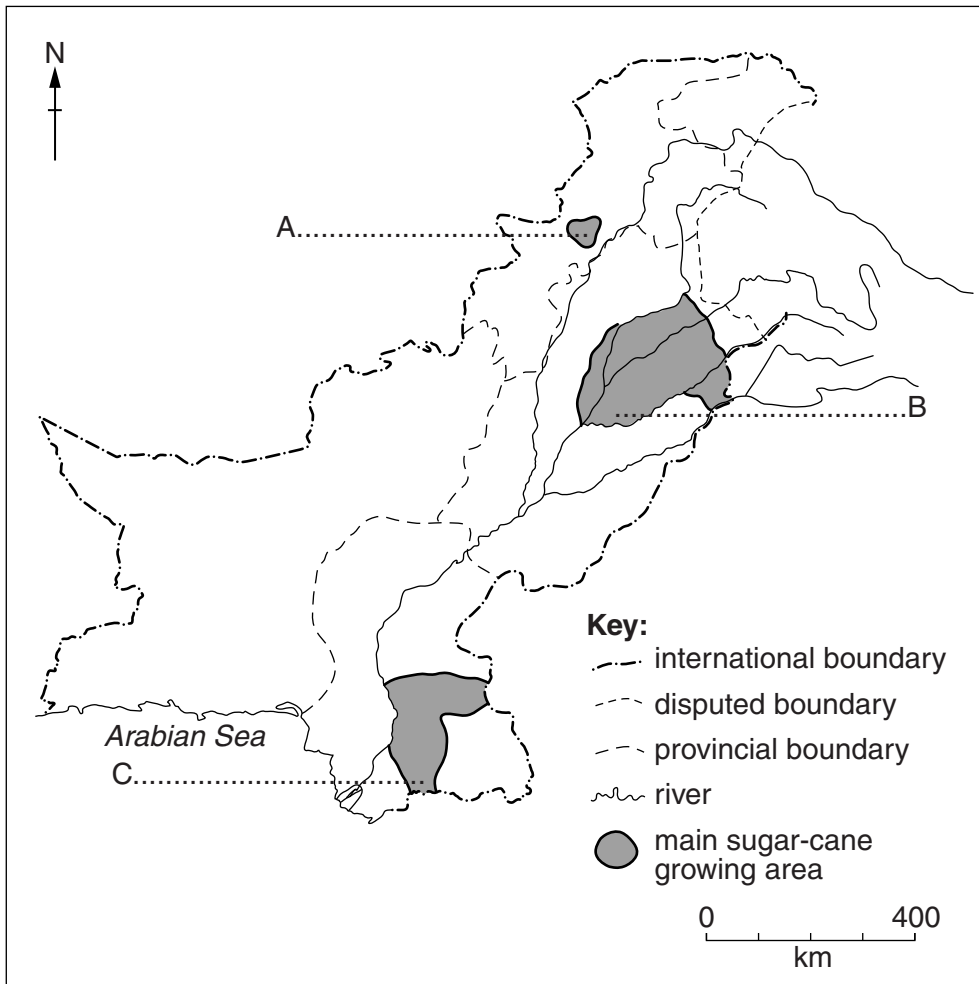 N
A
B
Key:
international boundary
disputed boundary
Arabian Sea
provincial boundary
C
river
main sugar-cane
growing area
0 400
km